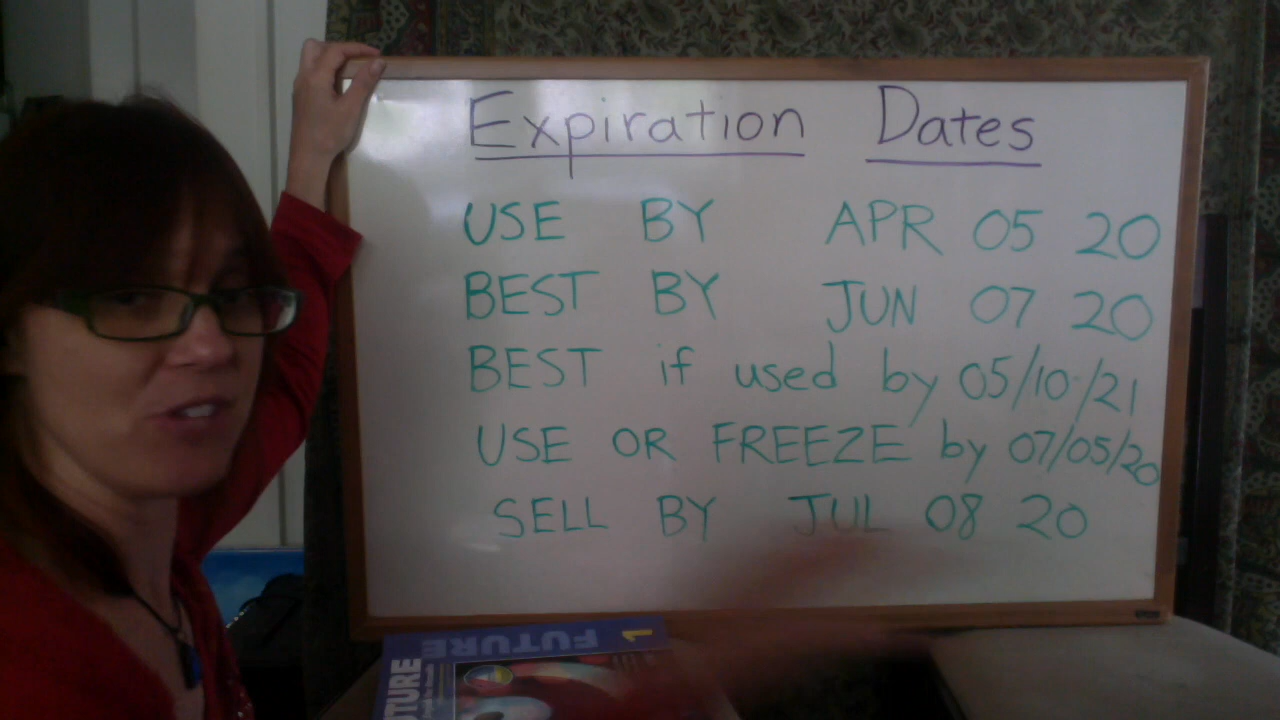 Expiration Dates
USE BY APR 05 20
BEST BY JUN 07 20
BEST if used by 05/10/21
USE OR FREEZE by 07/05/20
SELL BY JUL 08 20
FUTURE 1
FUTURE